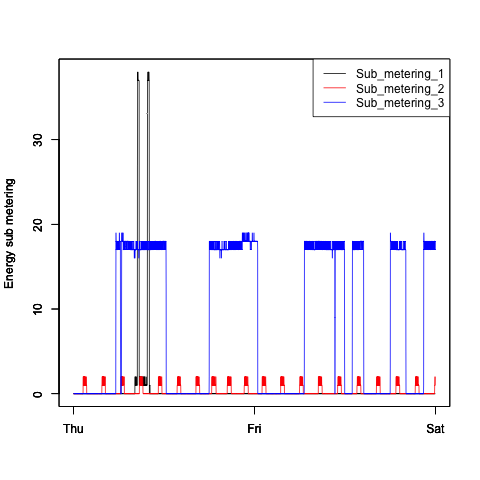 Sub_metering_1
Sub_metering_2
Sub_metering_3
Energy sub metering
30
20
10
0
Thu Fri Sat